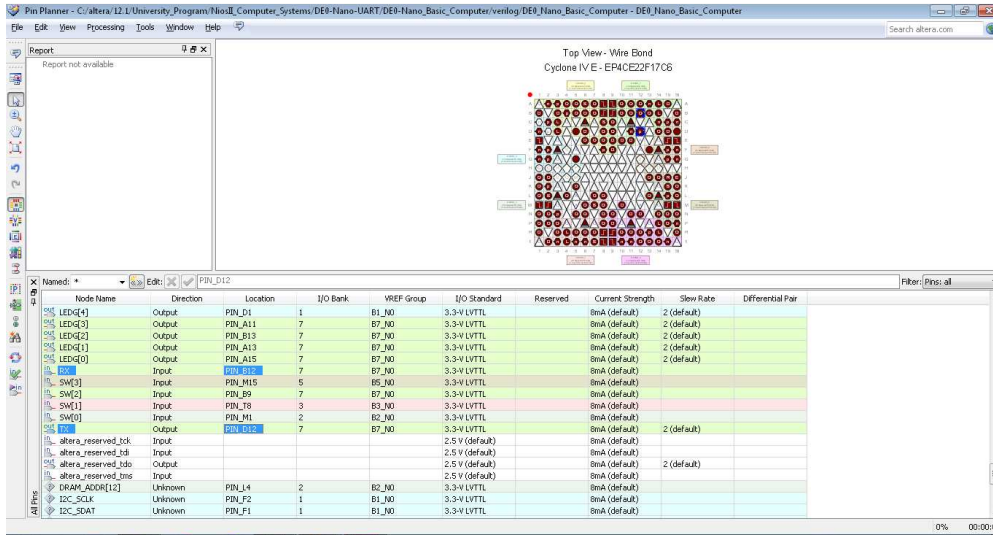 Pin Planner - C:/altera/12.1/University_Program/NiosII_Computer_Systems/DE0-Nano-UART/DE0-Nano_Basic_Computer/verilog/DE0_Nano_Basic_Computer - DE0_Nano_Basic_Computer
File Edit View Processing Tools Window Help
Search altera.com
Report
Report not available
Top View - Wire Bond
Cyclone IV E - EP4CE22F17C6
Named: * Edit: PIN_D12 Filter: Pins: all
Node Name Direction Location I/O Bank VREF Group I/O Standard Reserved Current Strength Slew Rate Differential Pair
LEDG[4] Output PIN_D1 1 B1_N0 3.3-V LVTTL 8mA (default) 2 (default)
LEDG[3] Output PIN_A11 7 B7_N0 3.3-V LVTTL 8mA (default) 2 (default)
LEDG[2] Output PIN_B13 7 B7_N0 3.3-V LVTTL 8mA (default) 2 (default)
LEDG[1] Output PIN_A13 7 B7_N0 3.3-V LVTTL 8mA (default) 2 (default)
LEDG[0] Output PIN_A15 7 B7_N0 3.3-V LVTTL 8mA (default) 2 (default)
RX Input PIN_B12 7 B7_N0 3.3-V LVTTL 8mA (default)
SW[3] Input PIN_M15 5 B5_N0 3.3-V LVTTL 8mA (default)
SW[2] Input PIN_B9 7 B7_N0 3.3-V LVTTL 8mA (default)
SW[1] Input PIN_T8 3 B3_N0 3.3-V LVTTL 8mA (default)
SW[0] Input PIN_M1 2 B2_N0 3.3-V LVTTL 8mA (default)
TX Output PIN_D12 7 B7_N0 3.3-V LVTTL 8mA (default) 2 (default)
altera_reserved_tck Input 2.5 V (default) 8mA (default)
altera_reserved_tdi Input 2.5 V (default) 8mA (default)
altera_reserved_tdo Output 2.5 V (default) 8mA (default) 2 (default)
altera_reserved_tms Input 2.5 V (default) 8mA (default)
DRAM_ADDR[12] Unknown PIN_L4 2 B2_N0 3.3-V LVTTL 8mA (default)
I2C_SCLK Unknown PIN_F2 1 B1_N0 3.3-V LVTTL 8mA (default)
I2C_SDAT Unknown PIN_F1 1 B1_N0 3.3-V LVTTL 8mA (default)
All Pins
0% 00:00: